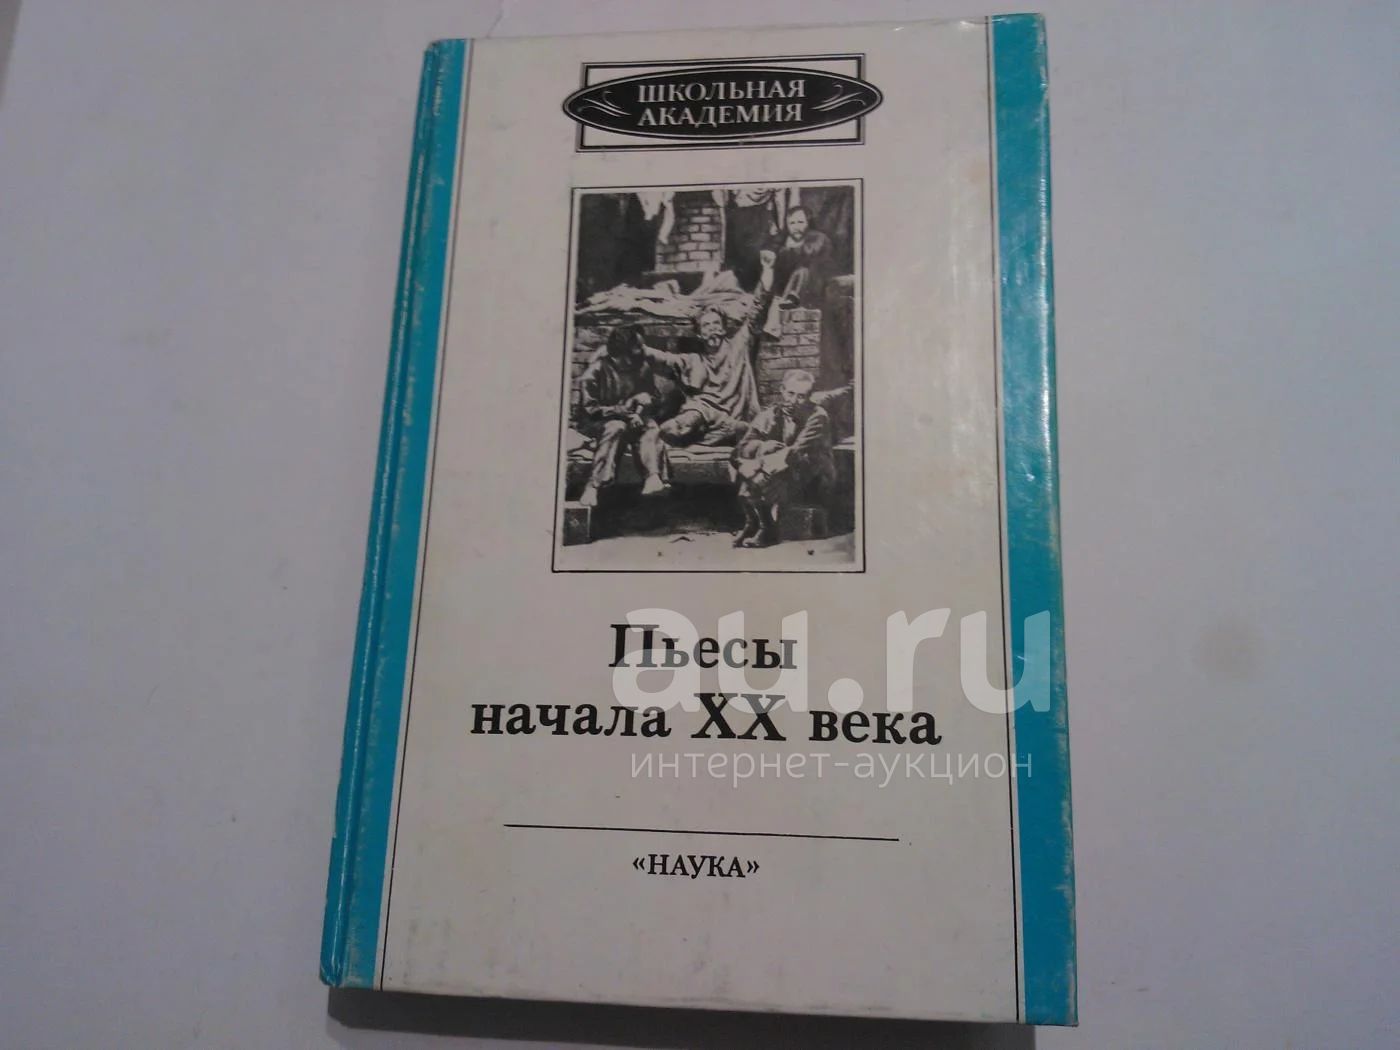 ШКОЛЬНАЯ
АКАДЕМИЯ
Пьесы
начала XX века
«НАУКА»
au.ru
интернет-аукцион